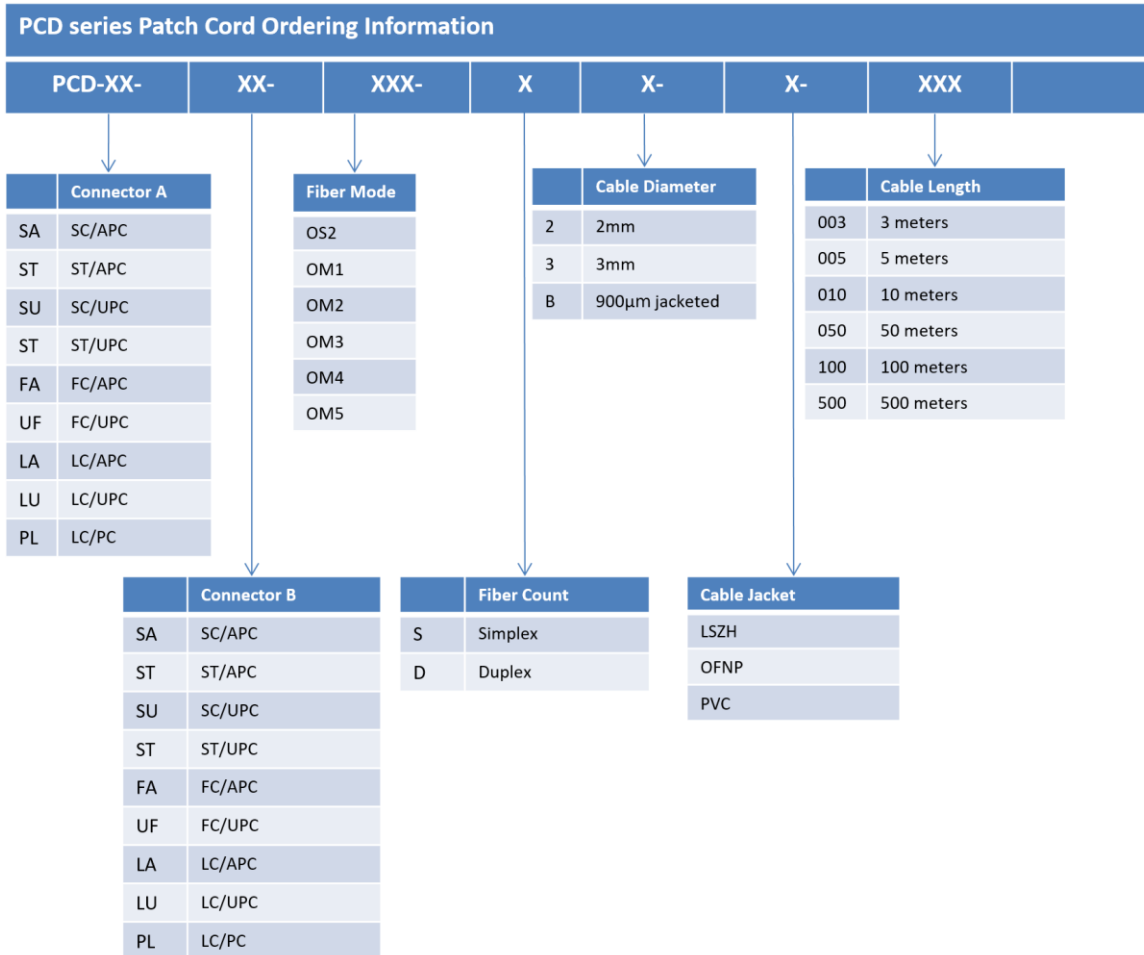 PCD series Patch Cord Ordering Information
PCD-XX- XX- XXX- X X- X- XXX
Connector A
SA SC/APC
ST ST/APC
SU SC/UPC
ST ST/UPC
FA FC/APC
UF FC/UPC
LA LC/APC
LU LC/UPC
PL LC/PC
Fiber Mode
OS2
OM1
OM2
OM3
OM4
OM5
Cable Diameter
2 2mm
3 3mm
B 900µm jacketed
Cable Length
003 3 meters
005 5 meters
010 10 meters
050 50 meters
100 100 meters
500 500 meters
Connector B
SA SC/APC
ST ST/APC
SU SC/UPC
ST ST/UPC
FA FC/APC
UF FC/UPC
LA LC/APC
LU LC/UPC
PL LC/PC
Fiber Count
S Simplex
D Duplex
Cable Jacket
LSZH
OFNP
PVC